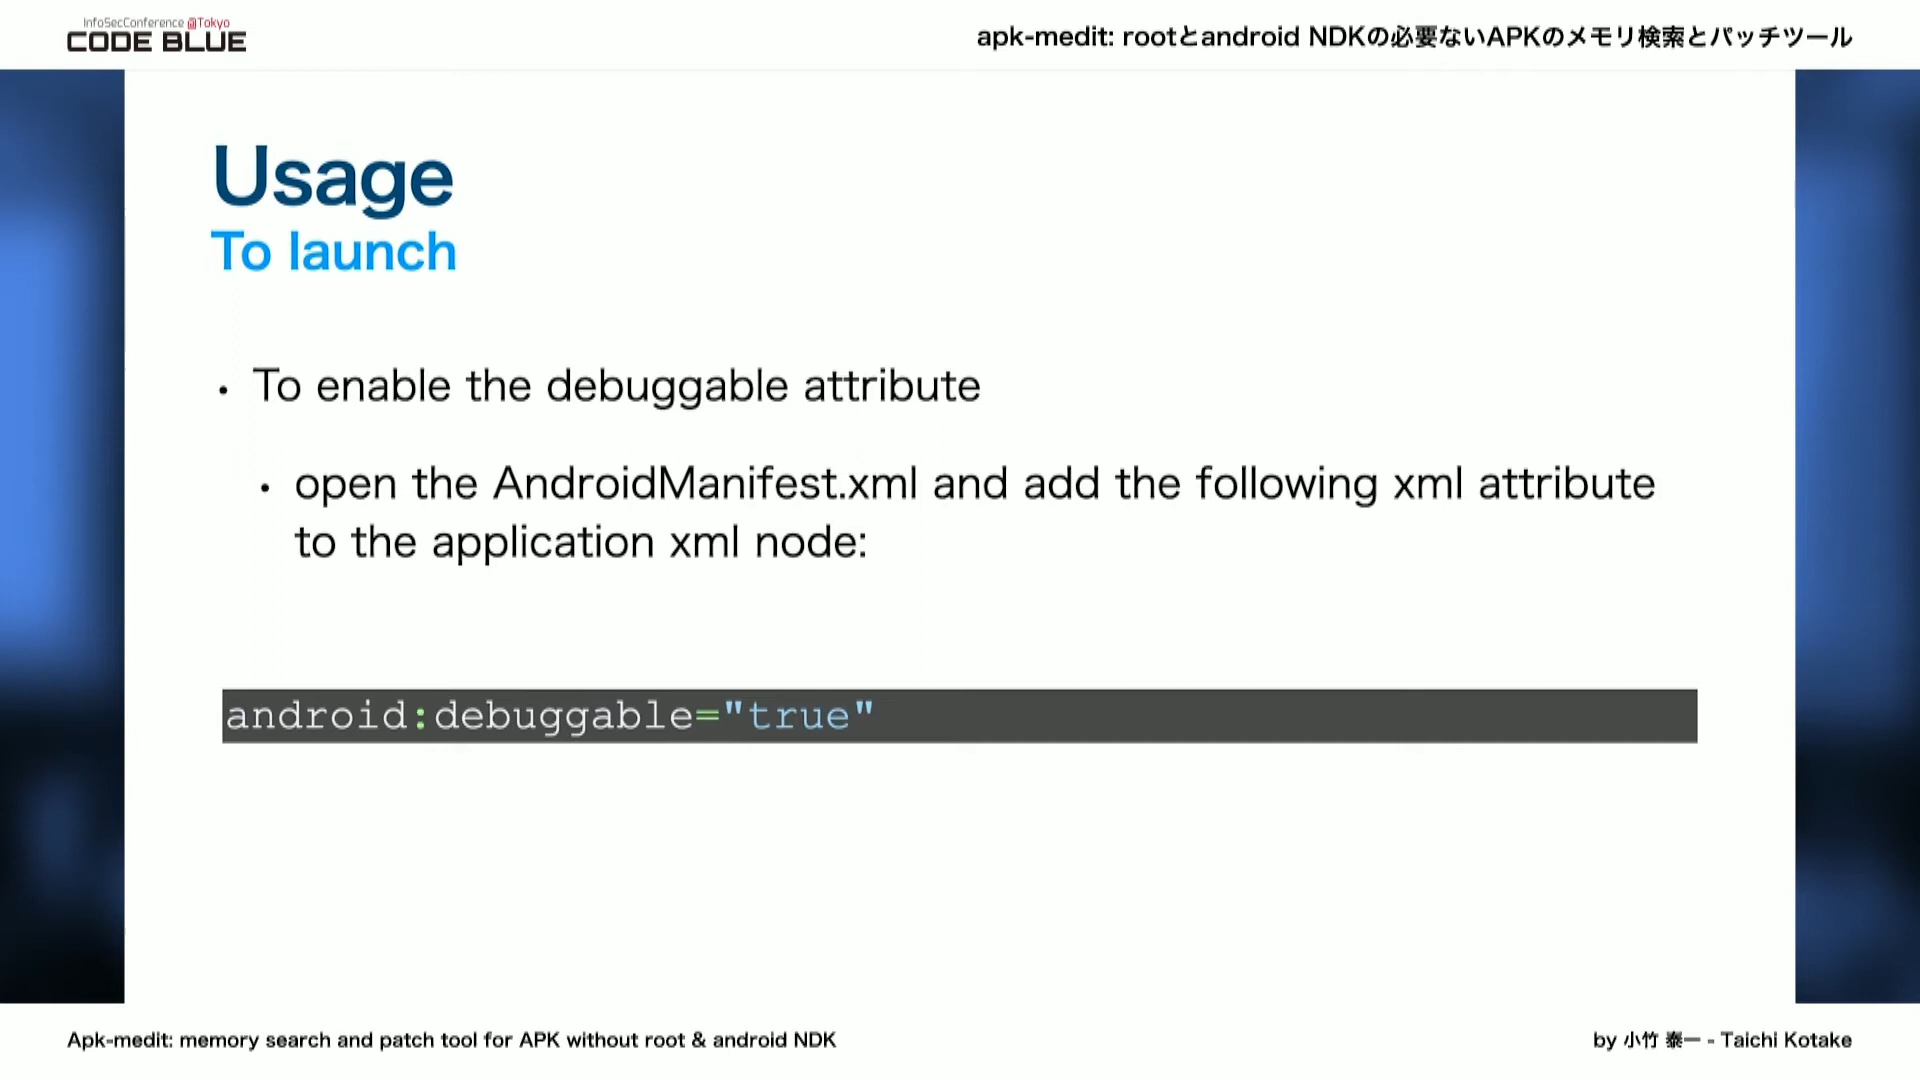 InfoSecConference @Tokyo
CODE BLUE
apk-medit: rootとandroid NDKの必要ないAPKのメモリ検索とパッチツール
Usage
To launch
• To enable the debuggable attribute
• open the AndroidManifest.xml and add the following xml attribute
to the application xml node:
android:debuggable="true"
Apk-medit: memory search and patch tool for APK without root & android NDK
by 小竹 泰一 - Taichi Kotake